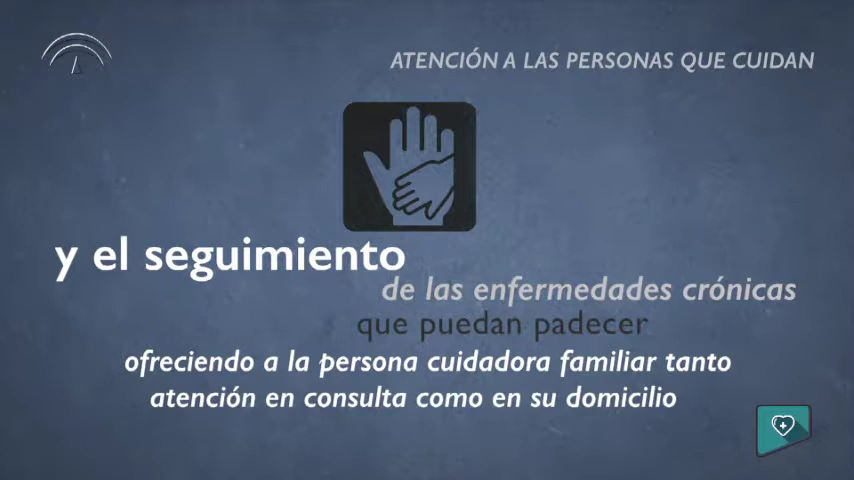 ATENCIÓN A LAS PERSONAS QUE CUIDAN
y el seguimiento
de las enfermedades crónicas
que puedan padecer
ofreciendo a la persona cuidadora familiar tanto
atención en consulta como en su domicilio